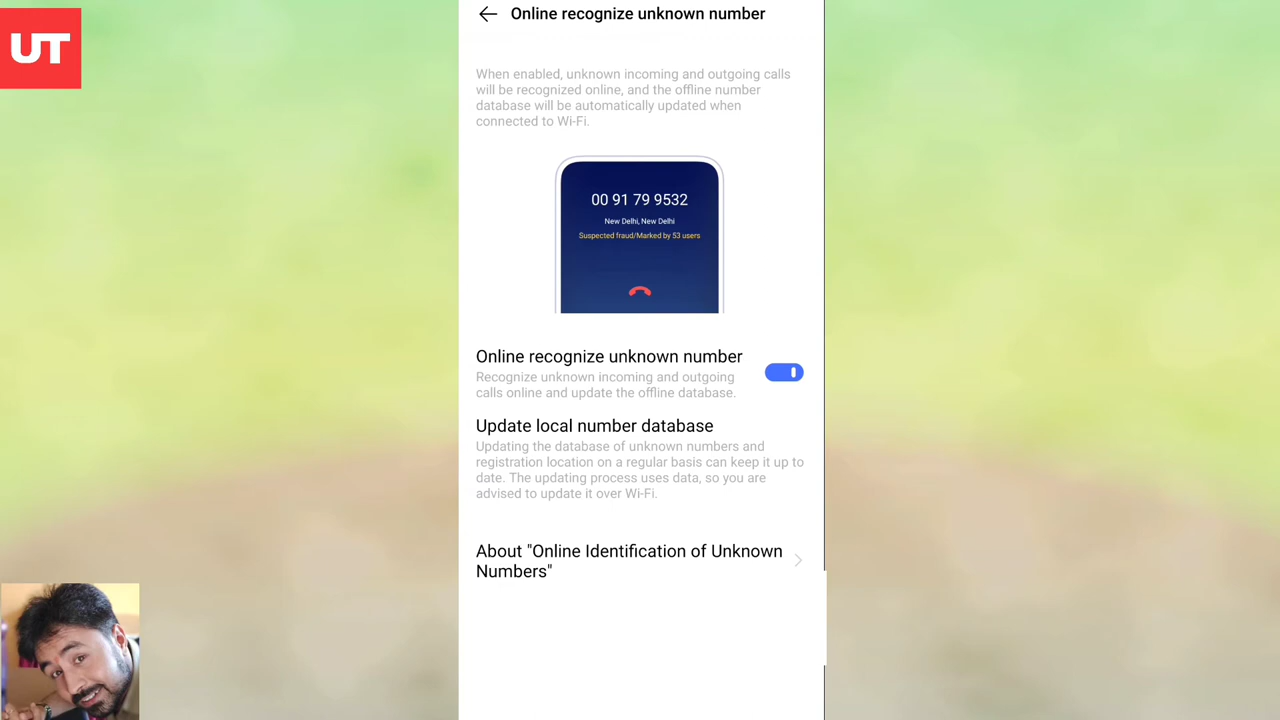 UT
Online recognize unknown number
When enabled, unknown incoming and outgoing calls
will be recognized online, and the offline number
database will be automatically updated when
connected to Wi-Fi.
00 91 79 9532
New Delhi, New Delhi
Suspected fraud/Marked by 53 users
Online recognize unknown number
Recognize unknown incoming and outgoing
calls online and update the offline database.
Update local number database
Updating the database of unknown numbers and
registration location on a regular basis can keep it up to
date. The updating process uses data, so you are
advised to update it over Wi-Fi.
About "Online Identification of Unknown
Numbers"